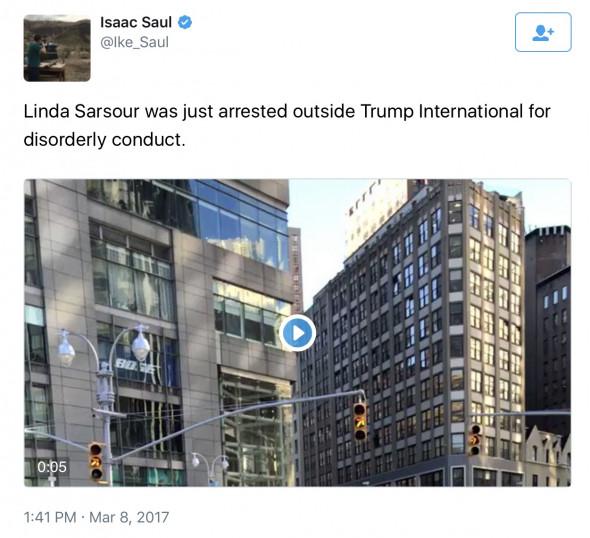 Isaac Saul
@Ike_Saul
Linda Sarsour was just arrested outside Trump International for
disorderly conduct.
BOSE
0:05
1:41 PM · Mar 8, 2017